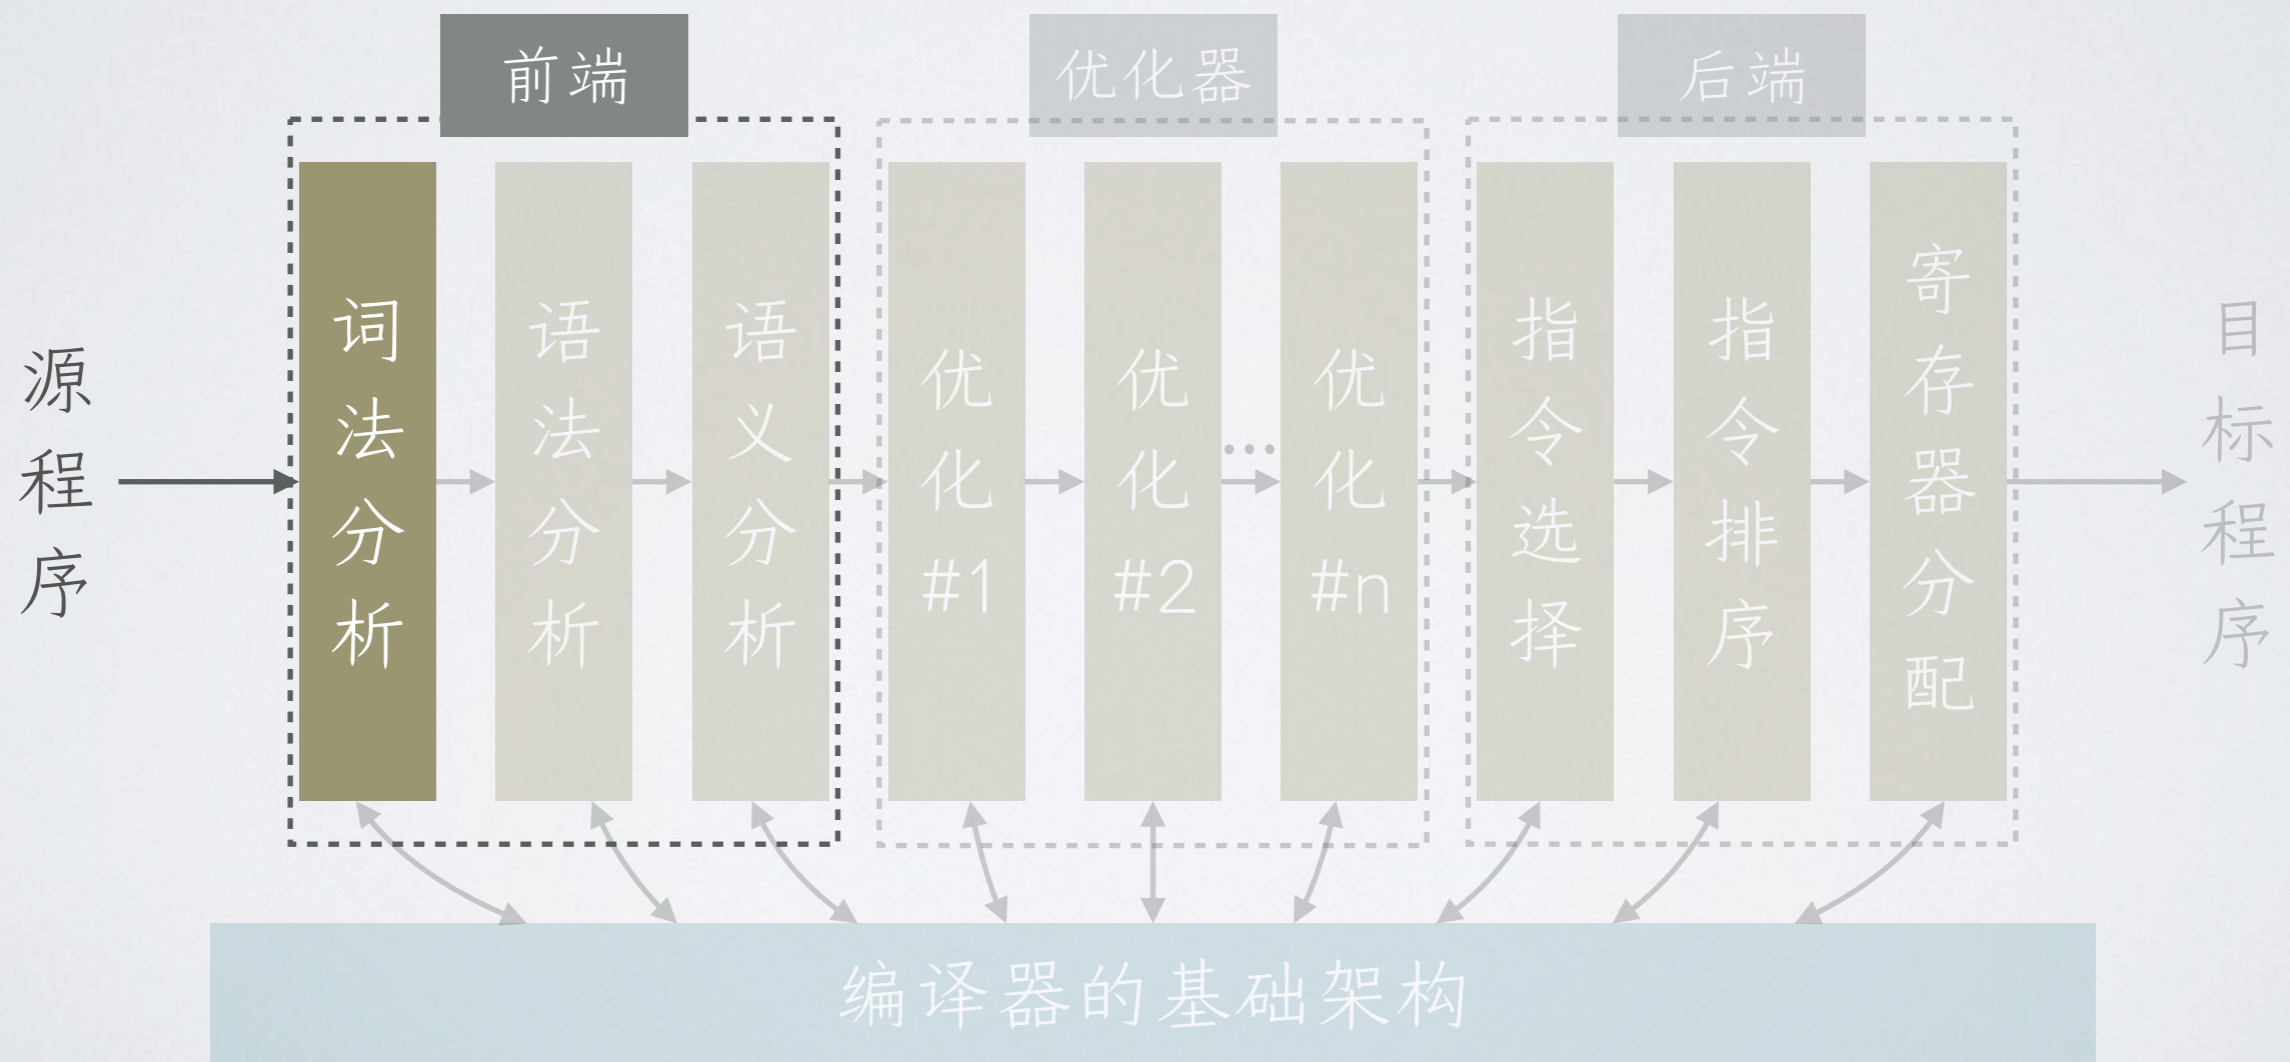 前端
优化器
后端
源程序
词法分析
语法分析
语义分析
优化#1
优化#2
...
优化#n
指令选择
指令排序
寄存器分配
目标程序
编译器的基础架构